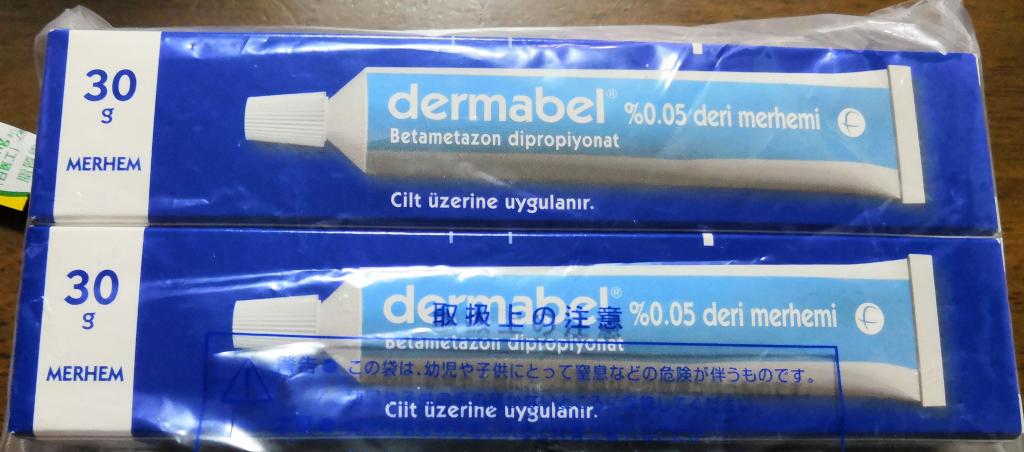 30
g
MERHEM
dermabel®
%0.05 deri merhemi
Betametazon dipropiyonat
Cilt üzerine uygulanır.
30
g
MERHEM
dermabel®
%0.05 deri merhemi
Betametazon dipropiyonat
取扱上の注意
警告● この袋は、幼児や子供にとって窒息などの危険が伴うものです。
Cilt üzerine uygulanır.